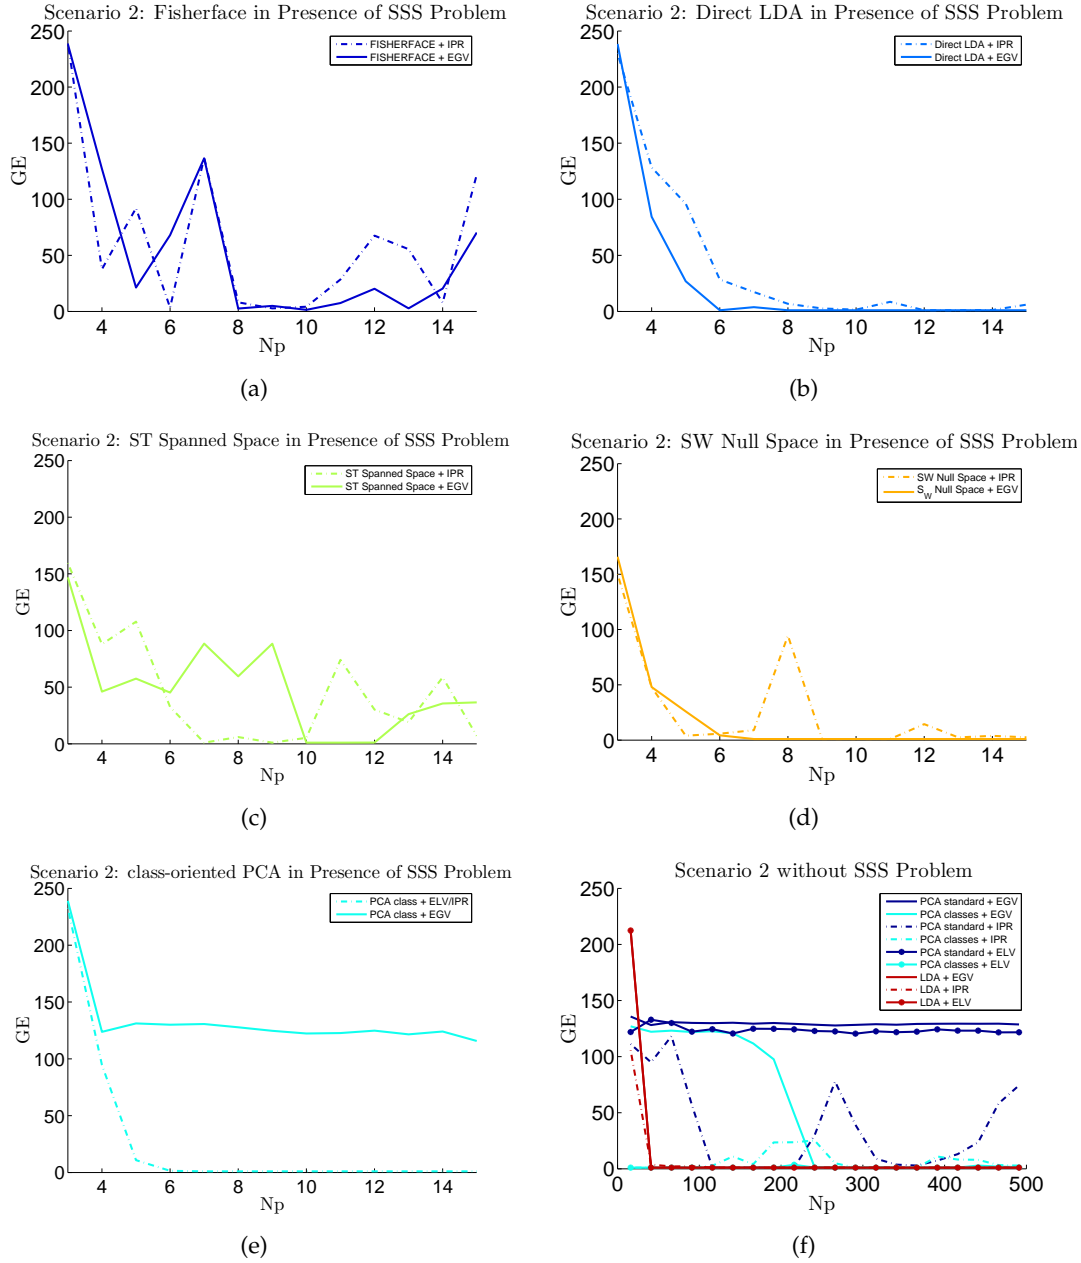 Scenario 2: Fisherface in Presence of SSS Problem
250
200
150
100
50
0
GE
FISHERFACE + IPR
FISHERFACE + EGV
4 6 8 10 12 14
Np
(a)
Scenario 2: Direct LDA in Presence of SSS Problem
250
200
150
100
50
0
GE
Direct LDA + IPR
Direct LDA + EGV
4 6 8 10 12 14
Np
(b)
Scenario 2: ST Spanned Space in Presence of SSS Problem
250
200
150
100
50
0
GE
ST Spanned Space + IPR
ST Spanned Space + EGV
4 6 8 10 12 14
Np
(c)
Scenario 2: SW Null Space in Presence of SSS Problem
250
200
150
100
50
0
GE
SW Null Space + IPR
S_W Null Space + EGV
4 6 8 10 12 14
Np
(d)
Scenario 2: class-oriented PCA in Presence of SSS Problem
250
200
150
100
50
0
GE
PCA class + ELV/IPR
PCA class + EGV
4 6 8 10 12 14
Np
(e)
Scenario 2 without SSS Problem
250
200
150
100
50
0
GE
PCA standard + EGV
PCA classes + EGV
PCA standard + IPR
PCA classes + IPR
PCA standard + ELV
PCA classes + ELV
LDA + EGV
LDA + IPR
LDA + ELV
0 100 200 300 400 500
Np
(f)